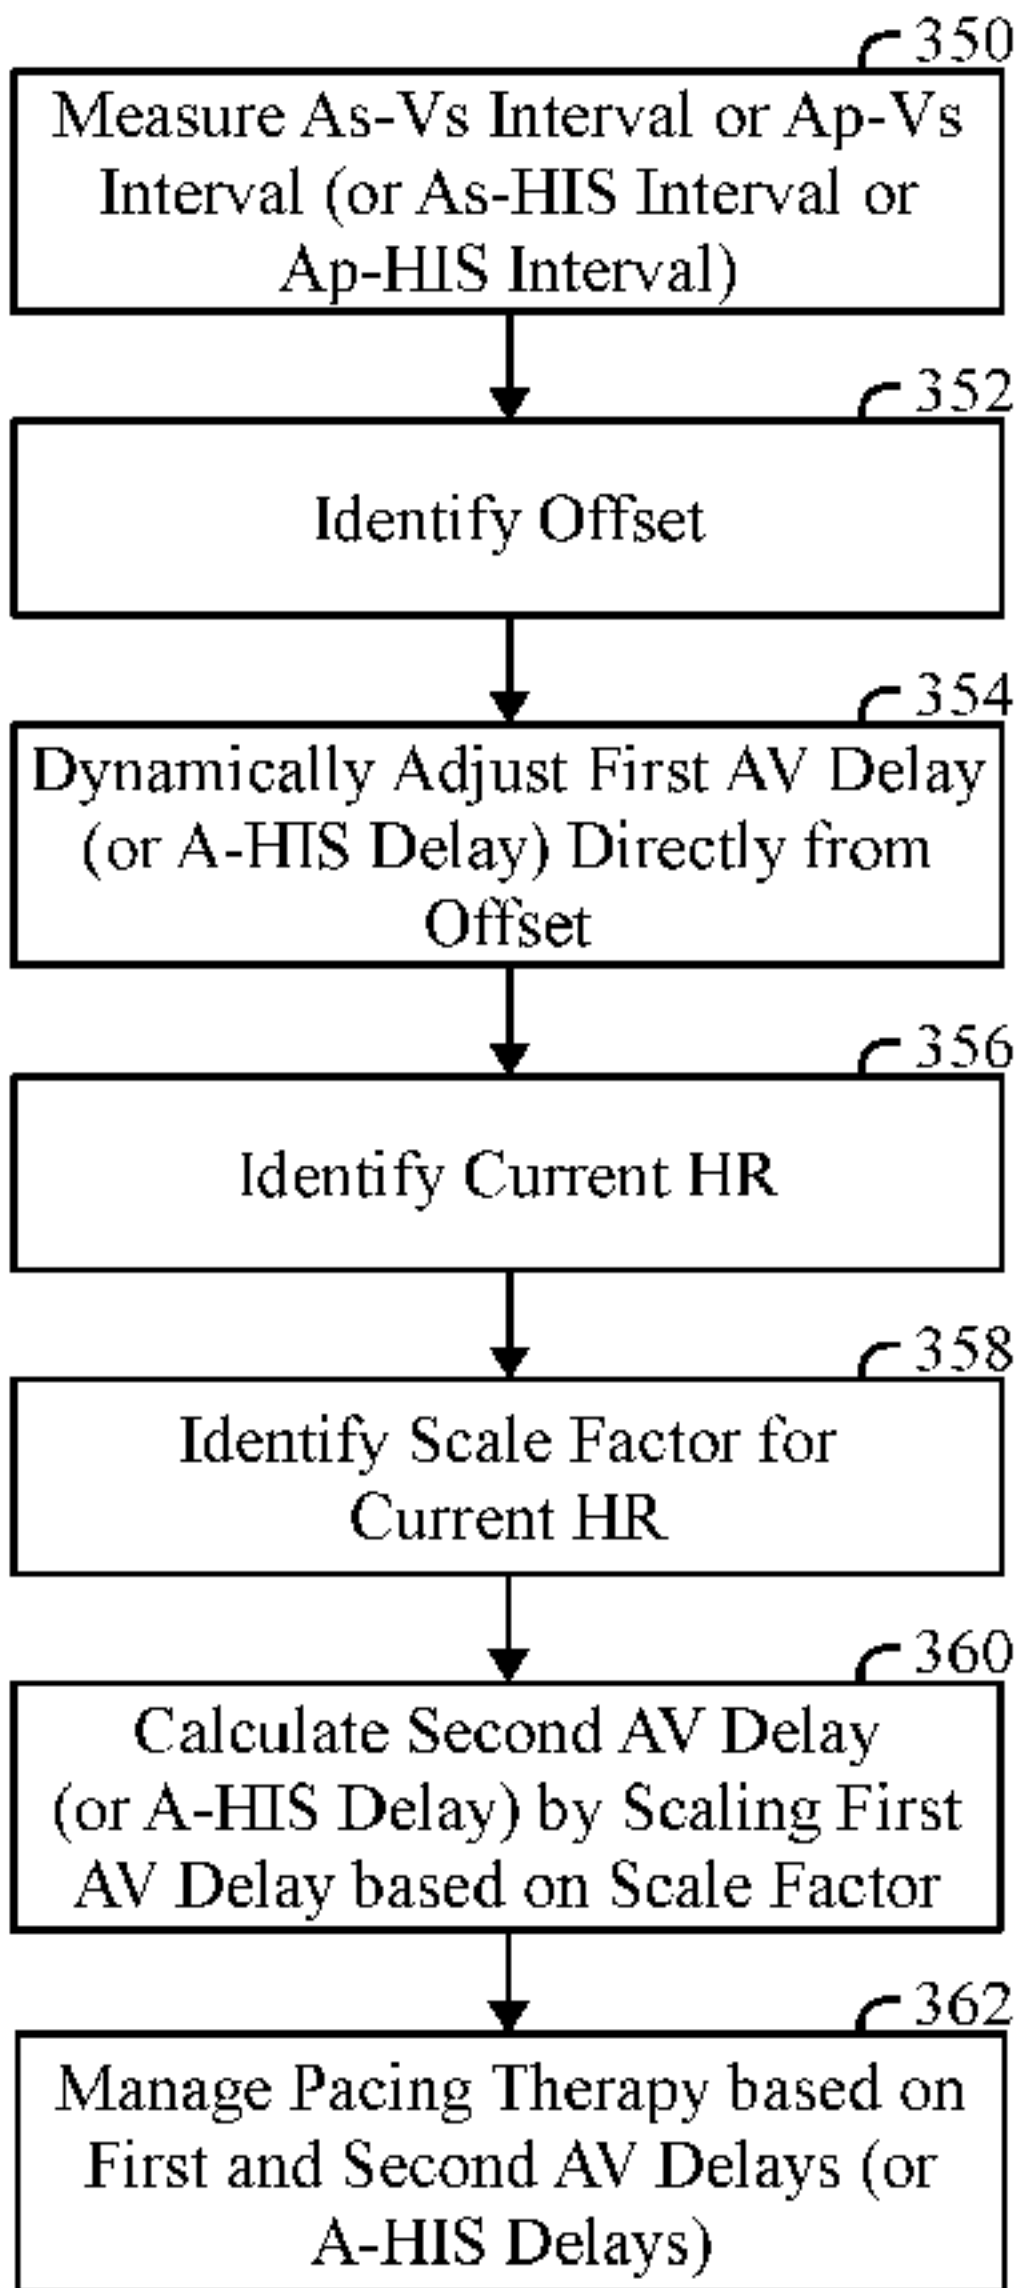 350
Measure As-Vs Interval or Ap-Vs
Interval (or As-HIS Interval or
Ap-HIS Interval)
352
Identify Offset
354
Dynamically Adjust First AV Delay
(or A-HIS Delay) Directly from
Offset
356
Identify Current HR
358
Identify Scale Factor for
Current HR
360
Calculate Second AV Delay
(or A-HIS Delay) by Scaling First
AV Delay based on Scale Factor
362
Manage Pacing Therapy based on
First and Second AV Delays (or
A-HIS Delays)